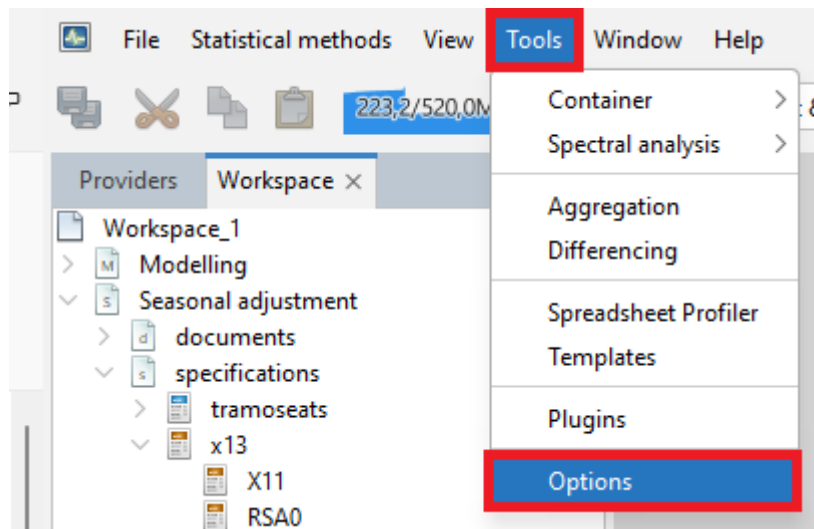 File Statistical methods View Tools Window Help
223,2/520,0M
Container
Spectral analysis
Aggregation
Differencing
Spreadsheet Profiler
Templates
Plugins
Options
Providers Workspace
Workspace_1
M Modelling
s Seasonal adjustment
d documents
s specifications
tramoseats
x13
X11
RSA0